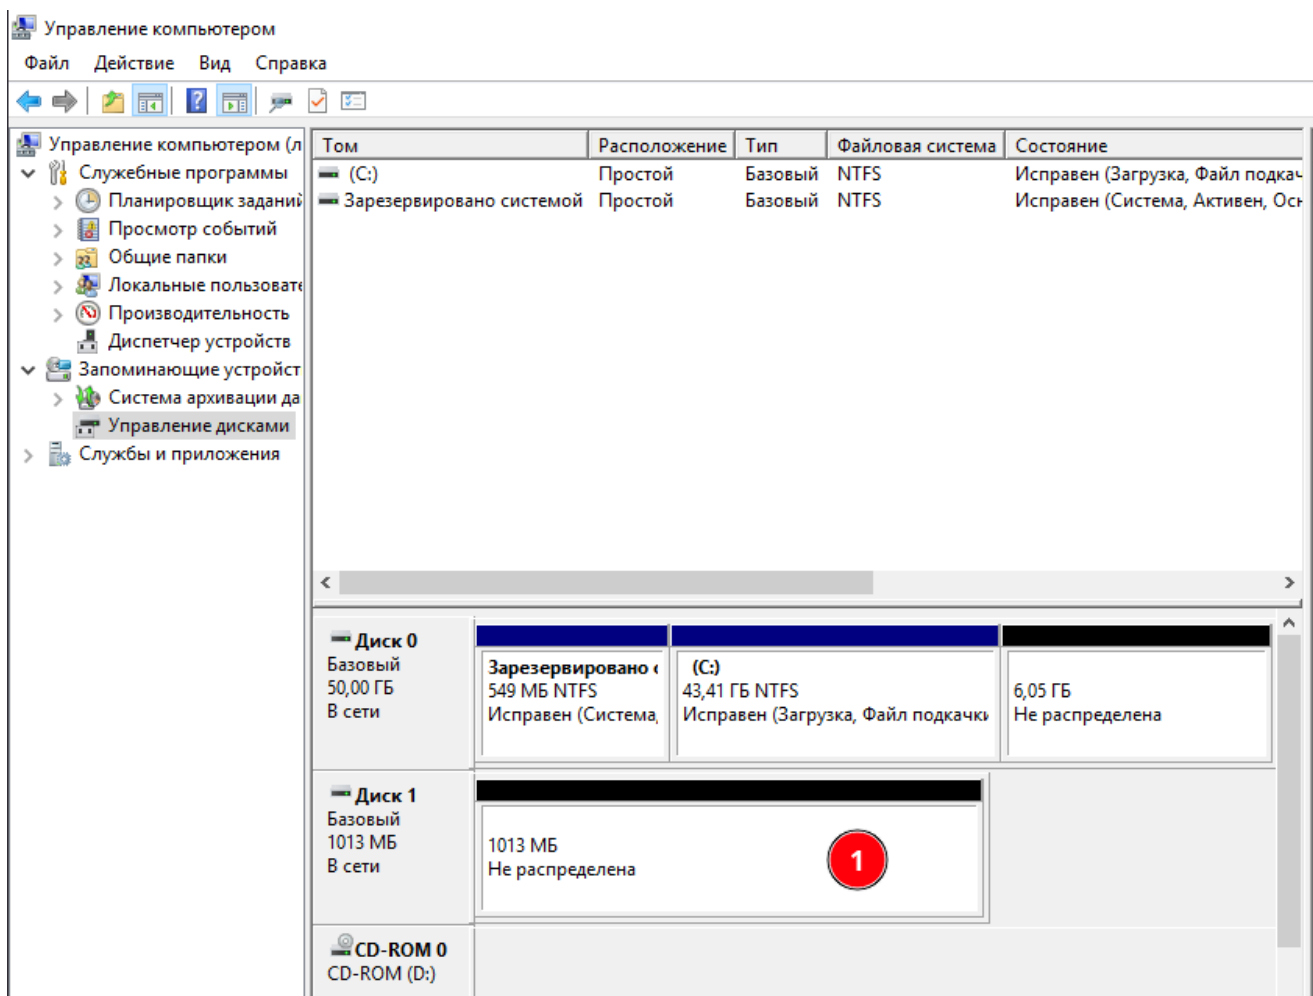 Управление компьютером
Файл Действие Вид Справка
Управление компьютером (л
Служебные программы
Планировщик заданий
Просмотр событий
Общие папки
Локальные пользовате
Производительность
Диспетчер устройств
Запоминающие устройст
Система архивации да
Управление дисками
Службы и приложения
Том Расположение Тип Файловая система Состояние
(C:) Простой Базовый NTFS Исправен (Загрузка, Файл подкач
Зарезервировано системой Простой Базовый NTFS Исправен (Система, Активен, Осн
Диск 0
Базовый
50,00 ГБ
В сети
Зарезервировано с
549 МБ NTFS
Исправен (Система,
(C:)
43,41 ГБ NTFS
Исправен (Загрузка, Файл подкачки
6,05 ГБ
Не распределена
Диск 1
Базовый
1013 МБ
В сети
1013 МБ
Не распределена
1
CD-ROM 0
CD-ROM (D:)